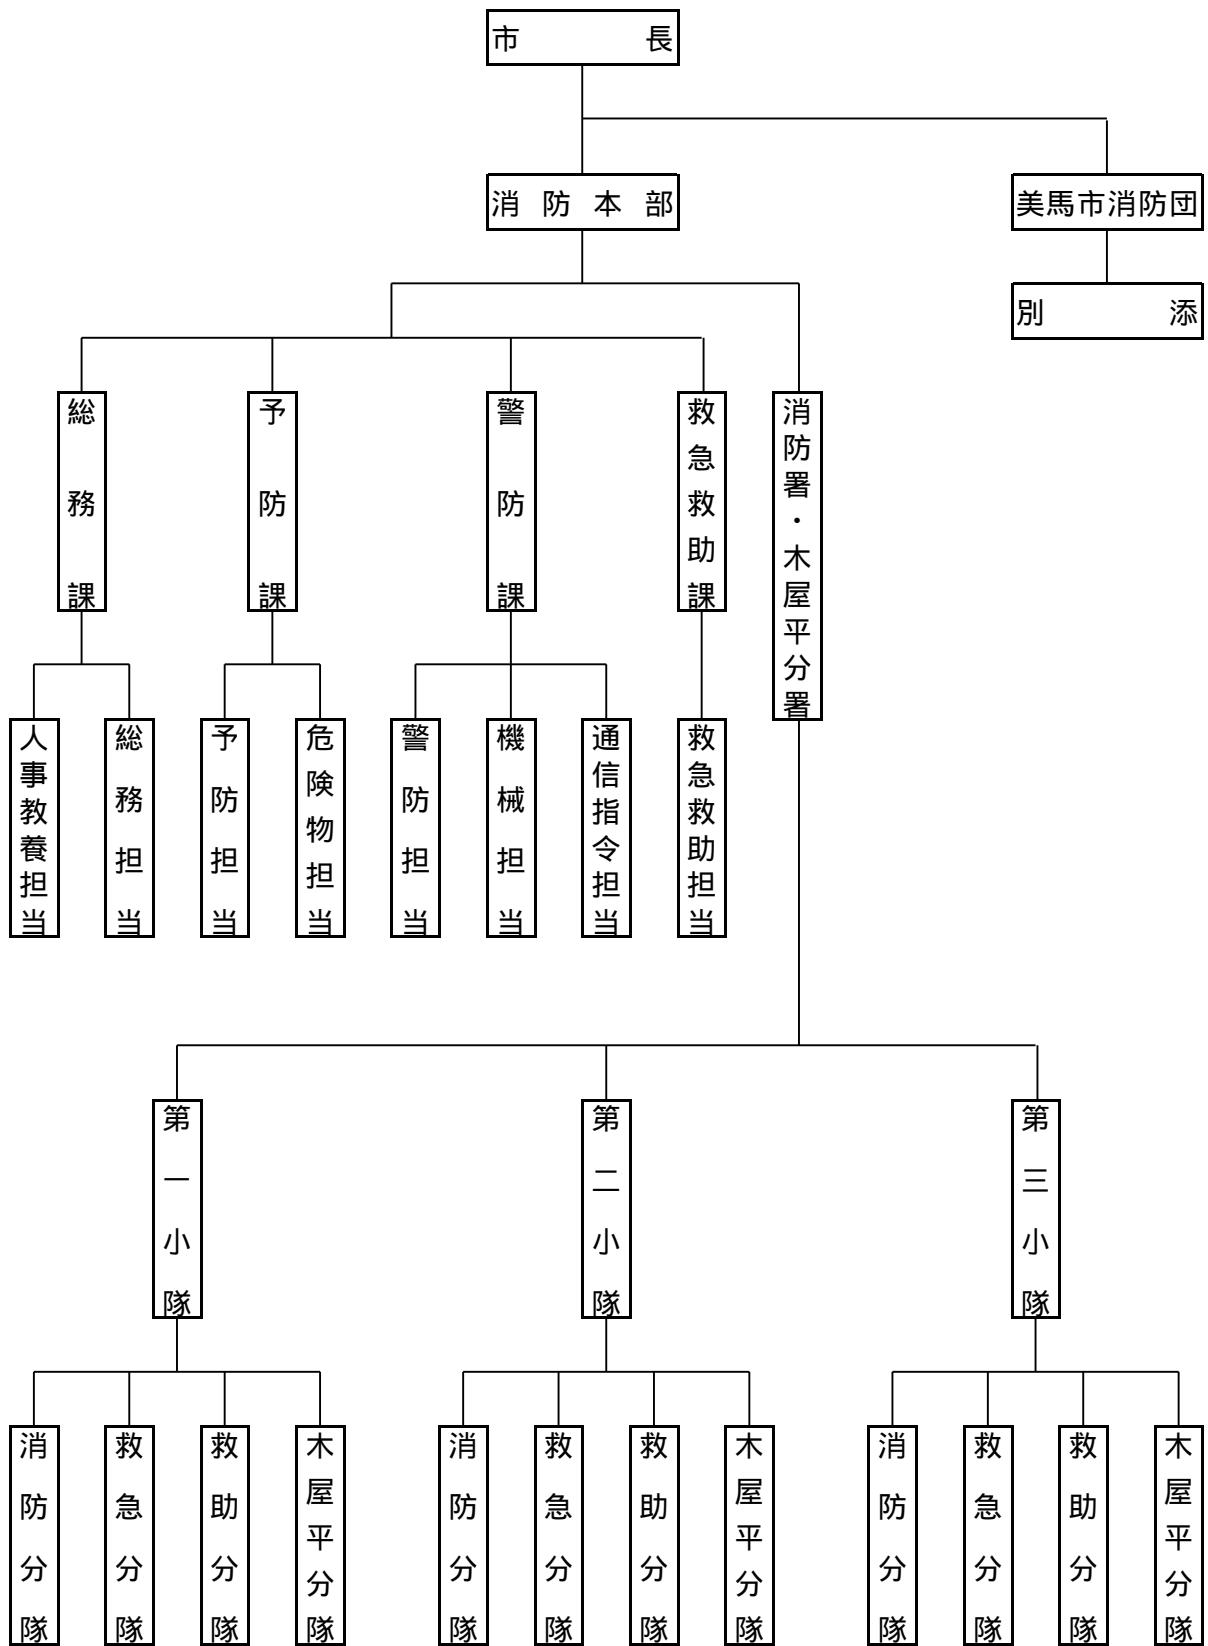 市長
消防本部
美馬市消防団
別添
総務課
予防課
警防課
救急救助課
消防署・木屋平分署
人事教養担当
総務担当
予防担当
危険物担当
警防担当
機械担当
通信指令担当
救急救助担当
第一小隊
第二小隊
第三小隊
消防分隊
救急分隊
救助分隊
木屋平分隊
消防分隊
救急分隊
救助分隊
木屋平分隊
消防分隊
救急分隊
救助分隊
木屋平分隊